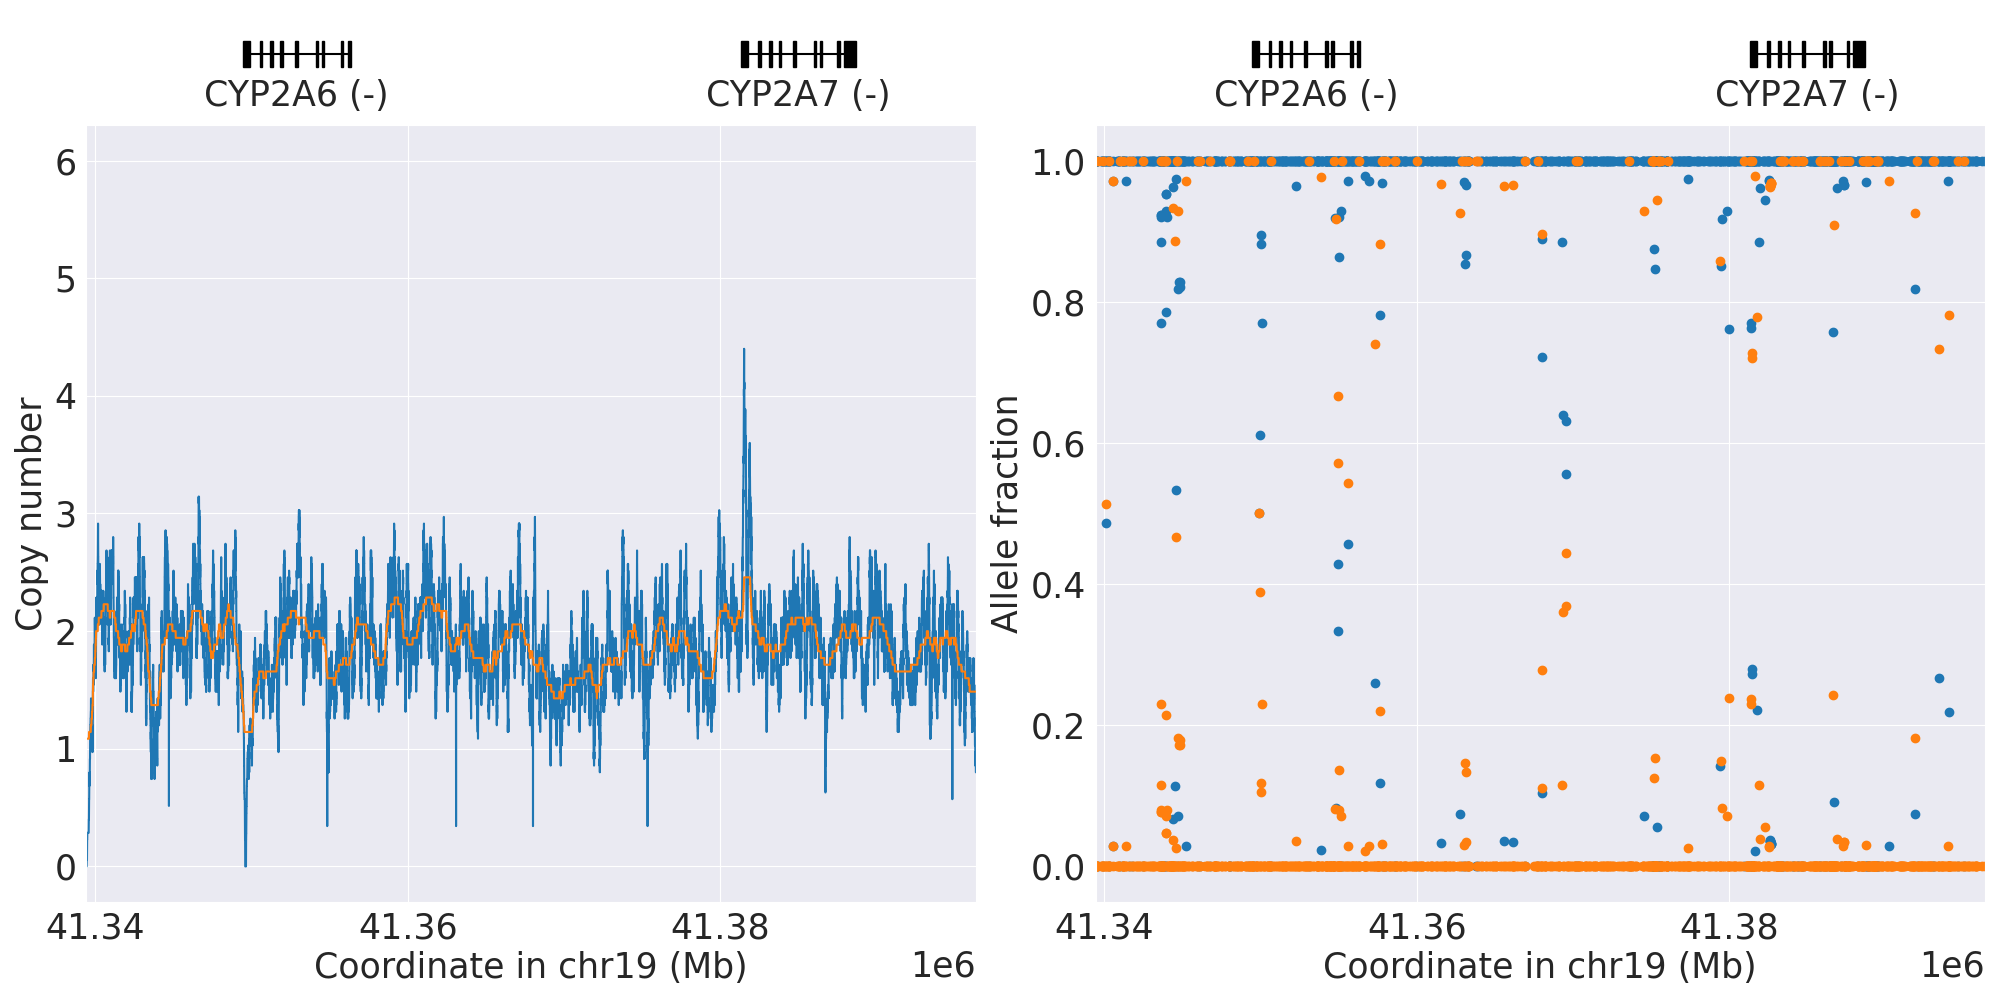 CYP2A6 (-)
CYP2A7 (-)
6
5
4
3
2
1
0
Copy number
41.34
41.36
41.38
Coordinate in chr19 (Mb)
1e6
CYP2A6 (-)
CYP2A7 (-)
1.0
0.8
0.6
0.4
0.2
0.0
Allele fraction
41.34
41.36
41.38
Coordinate in chr19 (Mb)
1e6